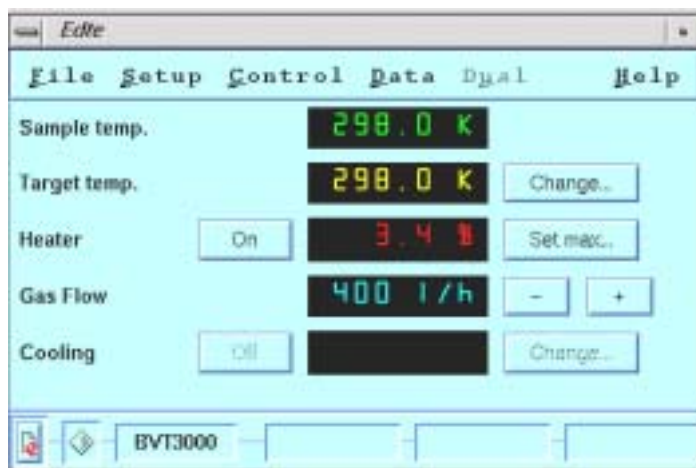 Edte
File Setup Control Data Dual Help
Sample temp. 298.0 K
Target temp. 298.0 K Change...
Heater On 3.4 % Set max...
Gas Flow 400 l/h - +
Cooling Off Change...
BVT3000